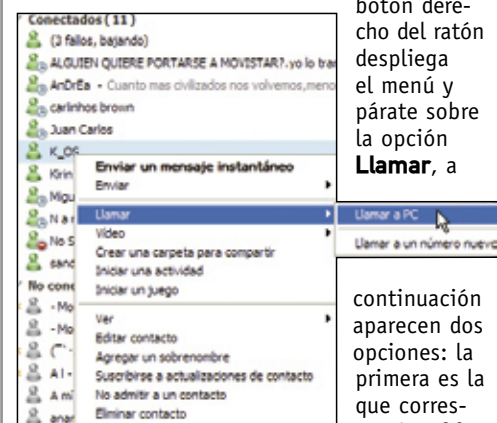 botón dere-
cho del ratón
despliega
el menú y
párate sobre
la opción
Llamar, a
Conectados (11)
(3 fallos, bajando)
ALGUIEN QUIERE PORTARSE A MOVISTAR?.yo lo tran
AnDrEa - Cuanto mas civilizados nos volvemos,meno
carlinhos brown
Juan Carlos
K_OS
Kirin
Migu
N a r
No S
sand
No cone
- Mo
- Mo
A l -
A mi
anar
Enviar un mensaje instantáneo
Enviar
Llamar
Video
Crear una carpeta para compartir
Iniciar una actividad
Iniciar un juego
Ver
Editar contacto
Agregar un sobrenombre
Suscribirse a actualizaciones de contacto
No admitir a un contacto
Eliminar contacto
Llamar a PC
Llamar a un número nuevo
continuación
aparecen dos
opciones: la
primera es la
que corres-